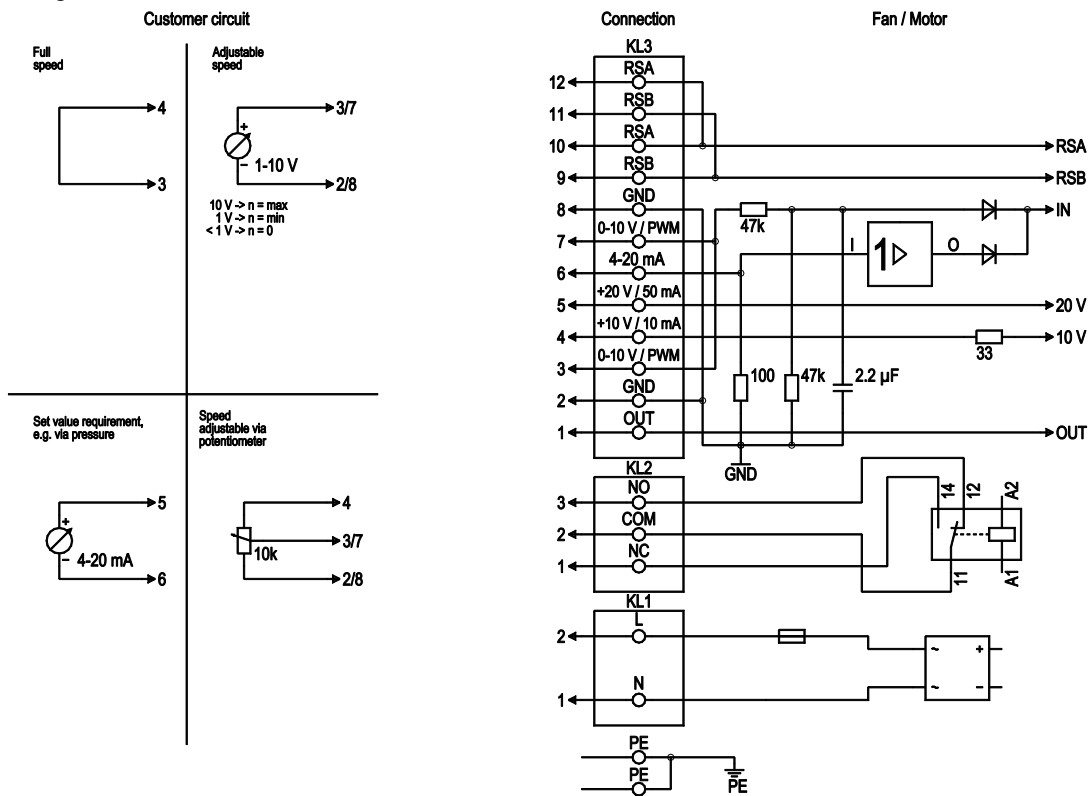 Customer circuit
Full
speed
4
3
Adjustable
speed
3/7
+
1-10 V
−
2/8
10 V -> n = max
1 V -> n = min
< 1 V -> n = 0
Set value requirement,
e.g. via pressure
5
+
4-20 mA
−
6
Speed
adjustable via
potentiometer
4
3/7
10k
2/8
Connection
Fan / Motor
KL3
RSA
12
RSB
11
RSA
10
RSA
RSB
9
RSB
GND
8
47k
IN
0-10 V / PWM
7
I
1
O
4-20 mA
6
+20 V / 50 mA
5
20 V
+10 V / 10 mA
4
33
10 V
0-10 V / PWM
3
100
47k
2.2 µF
GND
2
OUT
1
OUT
GND
KL2
NO
3
COM
2
NC
1
14
12
A2
11
A1
KL1
L
2
~
+
N
1
~
−
PE
PE
PE